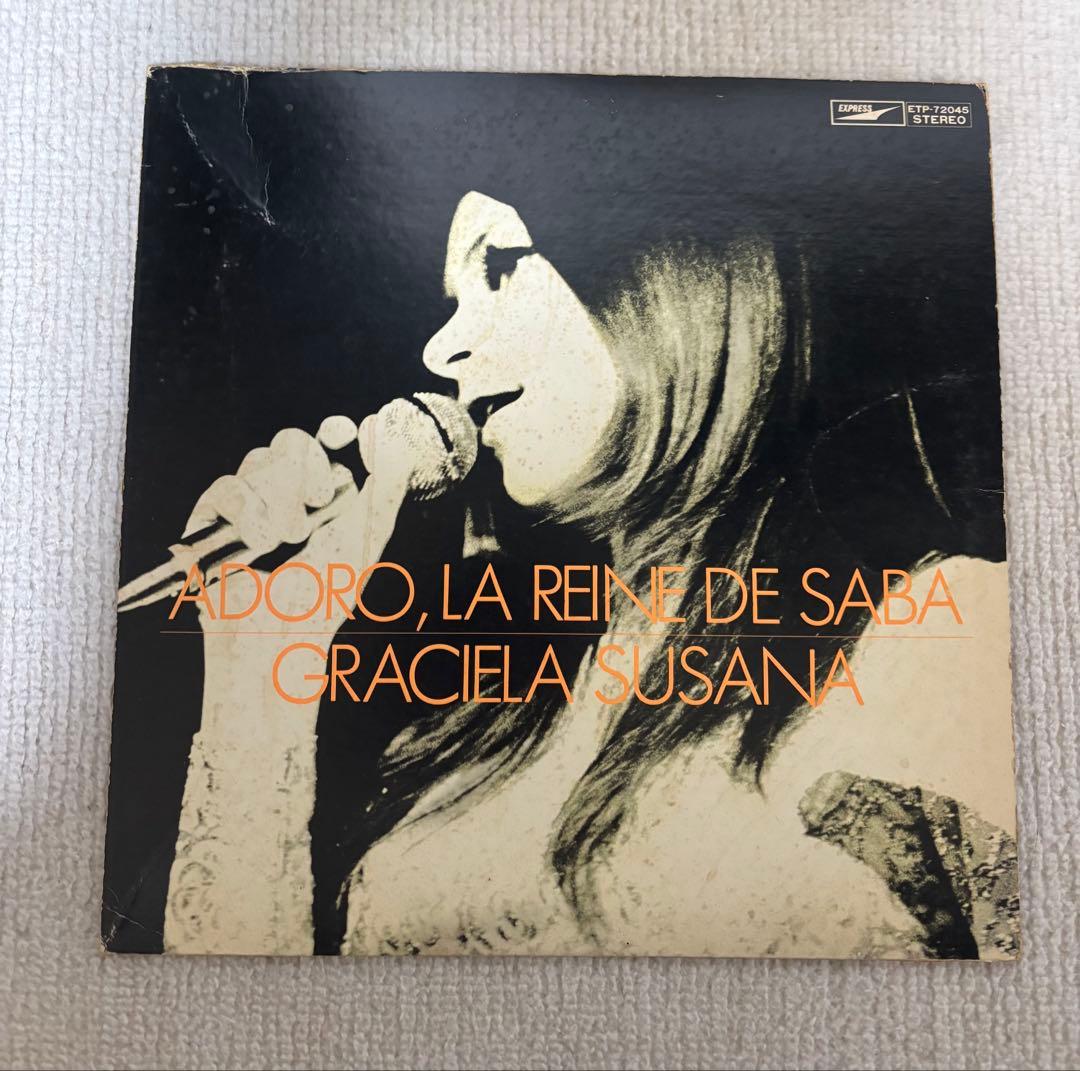 EXPRESS
ETP-72045
STEREO
ADORO, LA REINE DE SABA
GRACIELA SUSANA